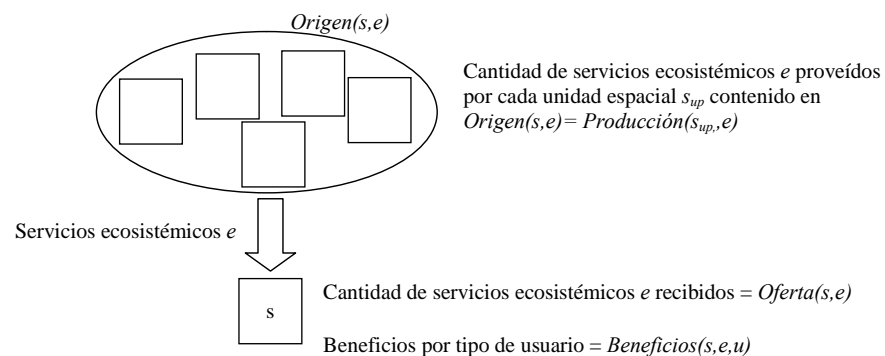 Origen(s,e)
Cantidad de servicios ecosistémicos e proveídos
por cada unidad espacial sup contenido en
Origen(s,e)= Producción(sup,,e)
Servicios ecosistémicos e
s
Cantidad de servicios ecosistémicos e recibidos = Oferta(s,e)
Beneficios por tipo de usuario = Beneficios(s,e,u)